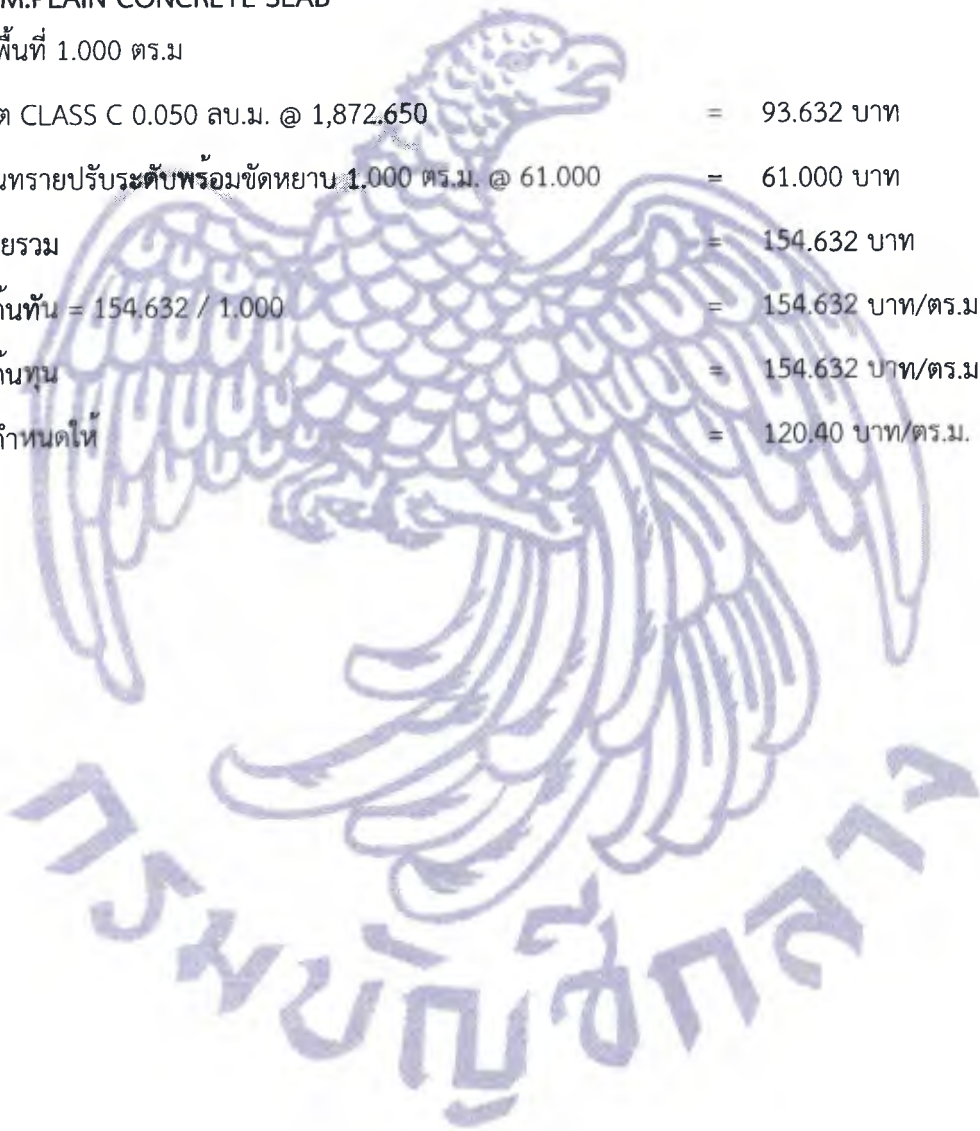 M.PLAIN CONCRETE SLAB
พื้นที่ 1.000 ตร.ม
ต CLASS C 0.050 ลบ.ม. @ 1,872.650 = 93.632 บาท
นทรายปรับระดับพร้อมขัดหยาบ 1.000 ตร.ม. @ 61.000 = 61.000 บาท
ยรวม = 154.632 บาท
ต้นทัน = 154.632 / 1.000 = 154.632 บาท/ตร.ม
ต้นทุน = 154.632 บาท/ตร.ม
กำหนดให้ = 120.40 บาท/ตร.ม.
กรมบัญชีกลาง